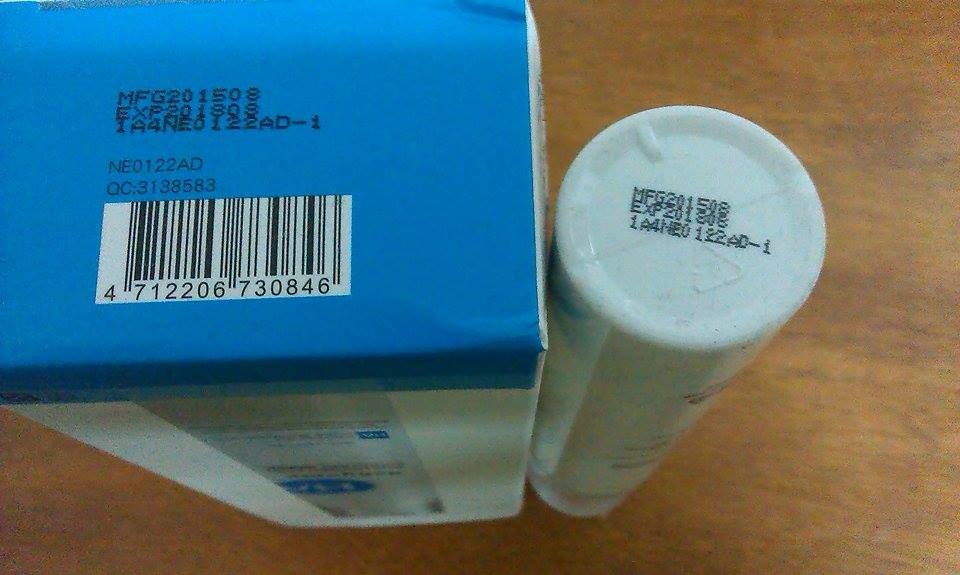 MFG201508
EXP201808
1A4NE0122AD-1
NE0122AD
QC:3138583
4 712206 730846
MFG201508
EXP201808
1A4NE0122AD-1